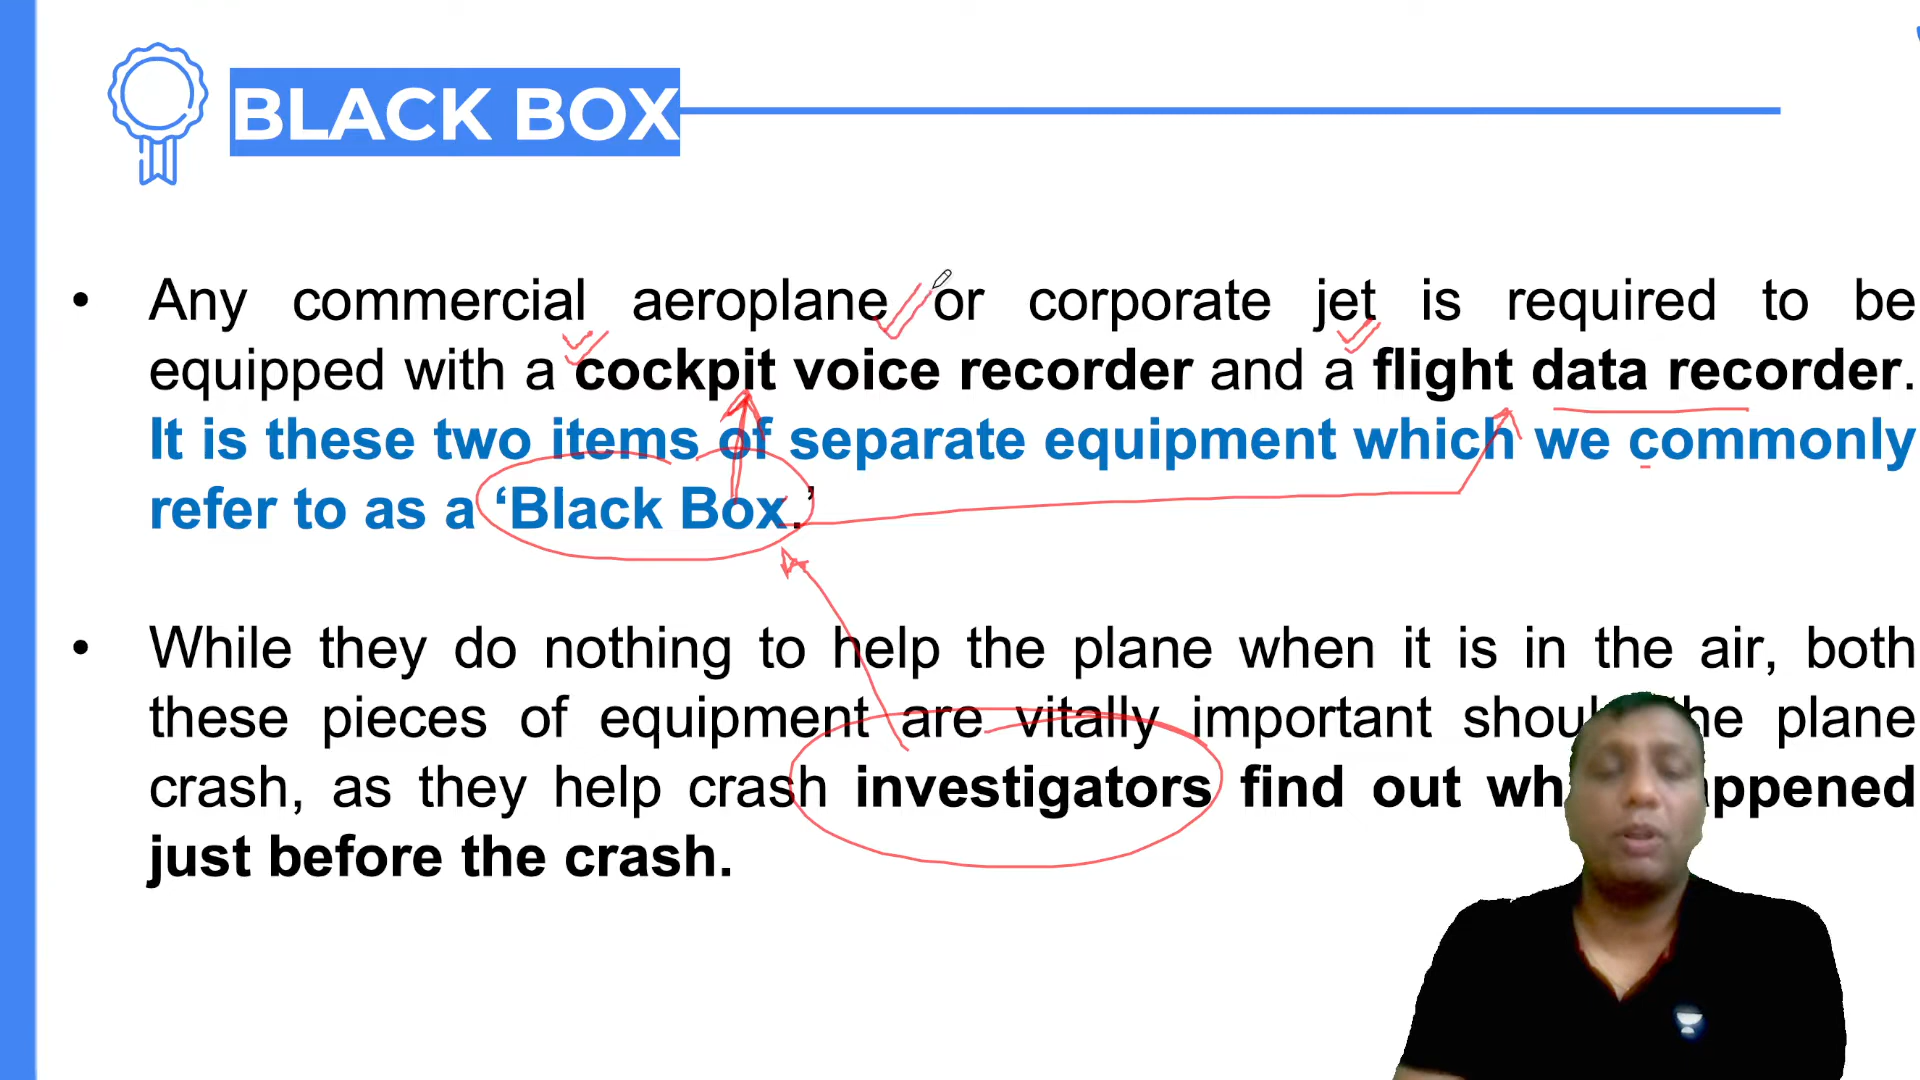 BLACK BOX
• Any commercial aeroplane or corporate jet is required to be
equipped with a cockpit voice recorder and a flight data recorder.
It is these two items of separate equipment which we commonly
refer to as a ‘Black Box.’
• While they do nothing to help the plane when it is in the air, both
these pieces of equipment are vitally important shou he plane
crash, as they help crash investigators find out wh appened
just before the crash.